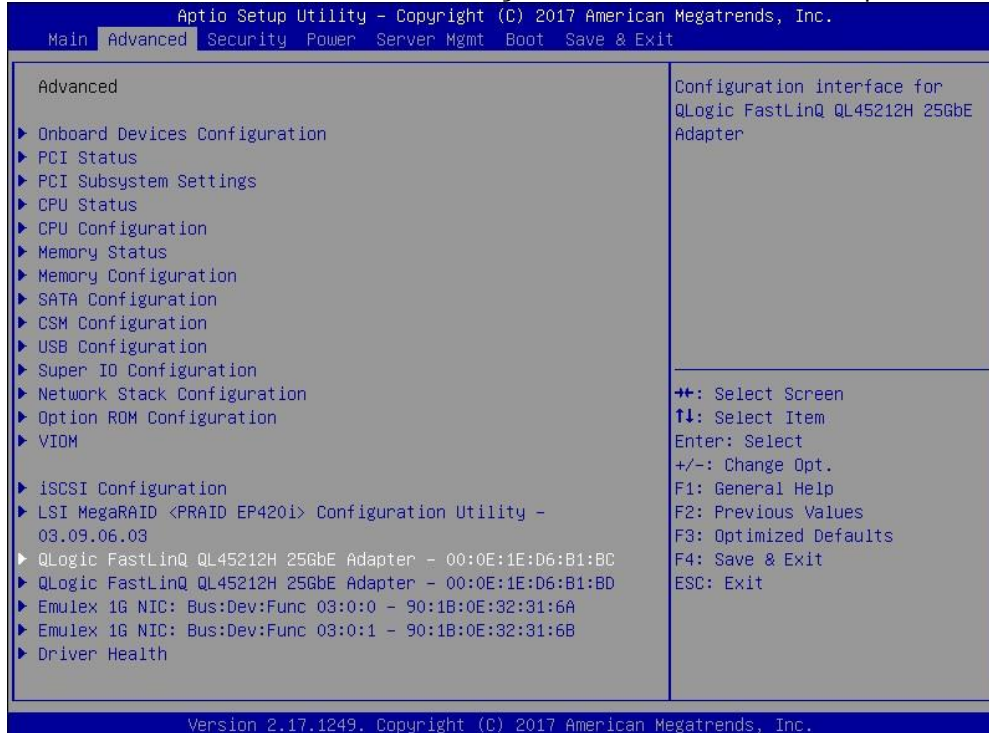 Aptio Setup Utility – Copyright (C) 2017 American Megatrends, Inc.
Main Advanced Security Power Server Mgmt Boot Save & Exit
Advanced
▶ Onboard Devices Configuration
▶ PCI Status
▶ PCI Subsystem Settings
▶ CPU Status
▶ CPU Configuration
▶ Memory Status
▶ Memory Configuration
▶ SATA Configuration
▶ CSM Configuration
▶ USB Configuration
▶ Super IO Configuration
▶ Network Stack Configuration
▶ Option ROM Configuration
▶ VIOM
▶ iSCSI Configuration
▶ LSI MegaRAID <PRAID EP420i> Configuration Utility –
03.09.06.03
▶ QLogic FastLinQ QL45212H 25GbE Adapter – 00:0E:1E:D6:B1:BC
▶ QLogic FastLinQ QL45212H 25GbE Adapter – 00:0E:1E:D6:B1:BD
▶ Emulex 1G NIC: Bus:Dev:Func 03:0:0 – 90:1B:0E:32:31:6A
▶ Emulex 1G NIC: Bus:Dev:Func 03:0:1 – 90:1B:0E:32:31:6B
▶ Driver Health
Configuration interface for
QLogic FastLinQ QL45212H 25GbE
Adapter
→←: Select Screen
↑↓: Select Item
Enter: Select
+/-: Change Opt.
F1: General Help
F2: Previous Values
F3: Optimized Defaults
F4: Save & Exit
ESC: Exit
Version 2.17.1249. Copyright (C) 2017 American Megatrends, Inc.